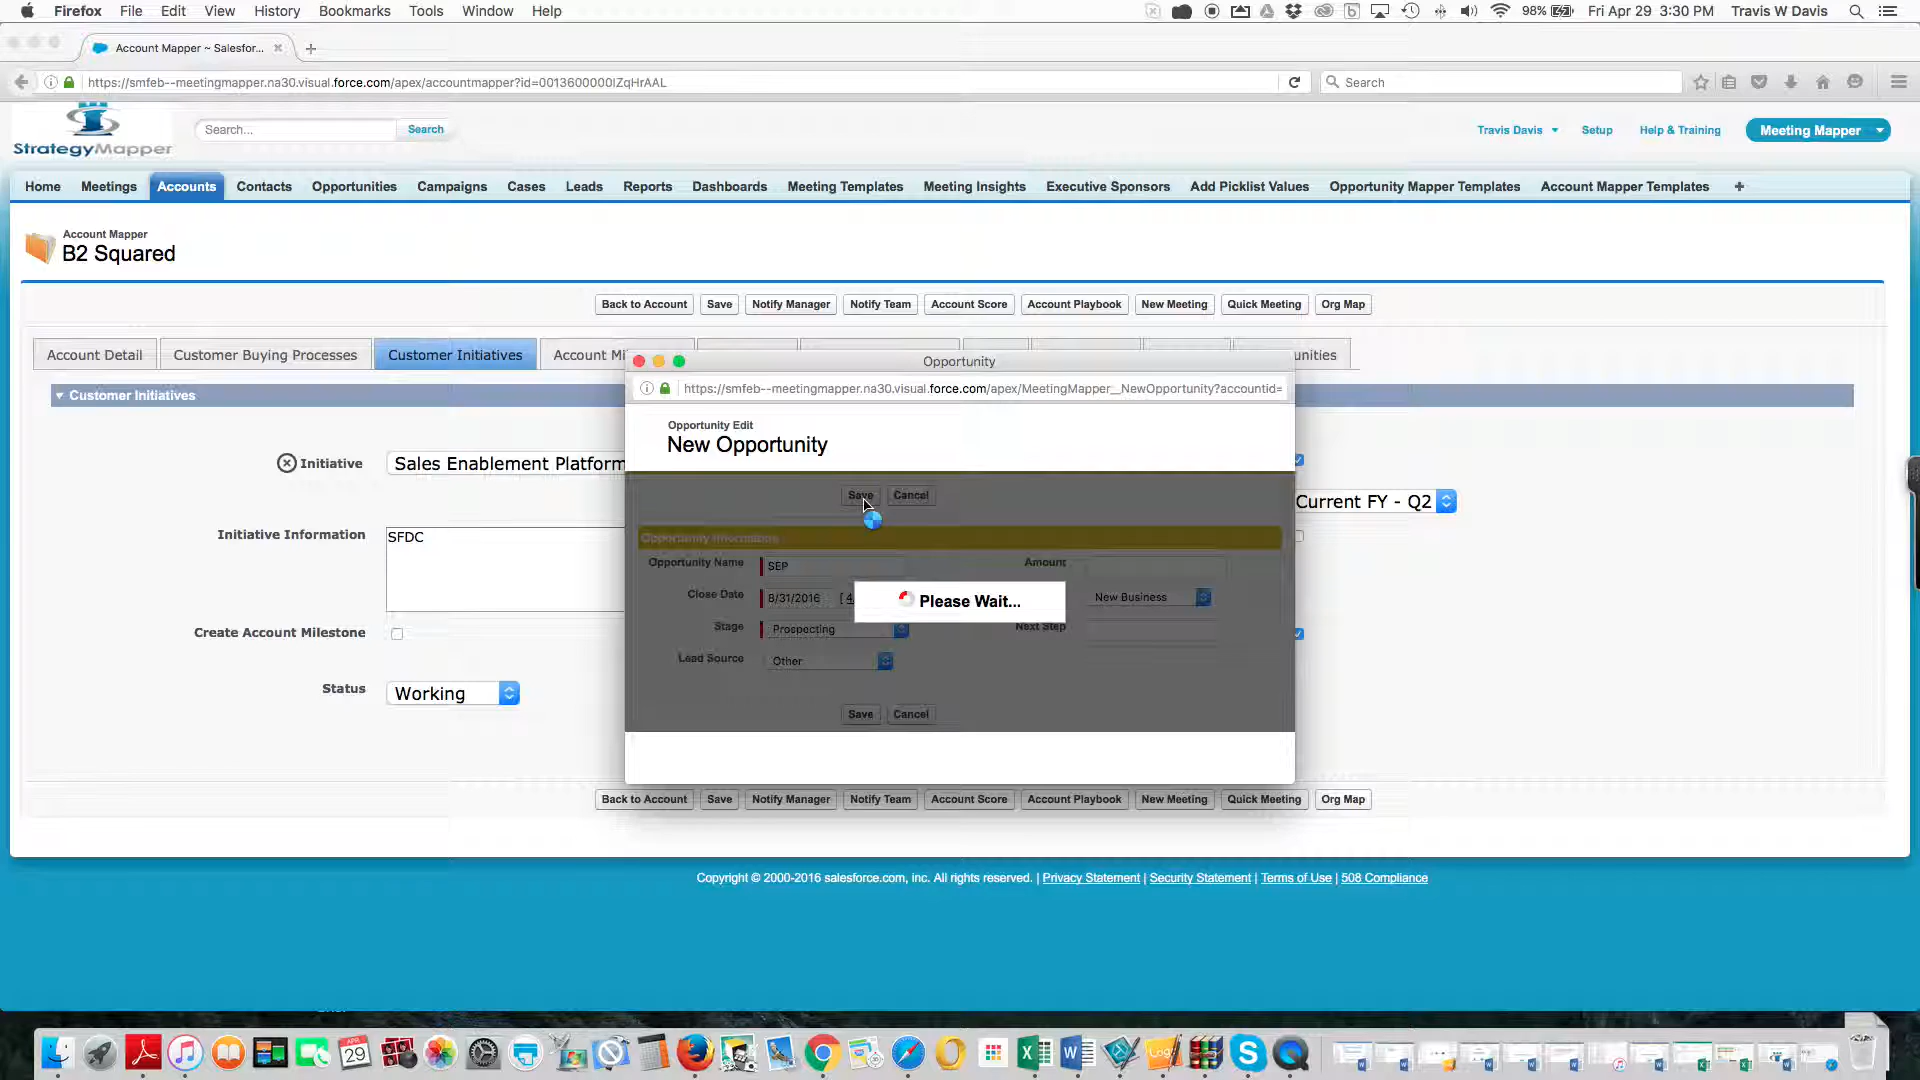 Firefox File Edit View History Bookmarks Tools Window Help 98% Fri Apr 29 3:30 PM Travis W Davis
Account Mapper ~ Salesfor...
https://smfeb--meetingmapper.na30.visual.force.com/apex/accountmapper?id=0013600000IZqHrAAL Search
StrategyMapper Search... Search Travis Davis Setup Help & Training Meeting Mapper
Home Meetings Accounts Contacts Opportunities Campaigns Cases Leads Reports Dashboards Meeting Templates Meeting Insights Executive Sponsors Add Picklist Values Opportunity Mapper Templates Account Mapper Templates +
Account Mapper
B2 Squared
Back to Account Save Notify Manager Notify Team Account Score Account Playbook New Meeting Quick Meeting Org Map
Account Detail Customer Buying Processes Customer Initiatives Account Mi unities
Opportunity
https://smfeb--meetingmapper.na30.visual.force.com/apex/MeetingMapper__NewOpportunity?accountid=
Customer Initiatives
Opportunity Edit
New Opportunity
Initiative Sales Enablement Platform
Save Cancel
Current FY - Q2
Initiative Information SFDC
Opportunity Information
Opportunity Name SEP Amount
Close Date 8/31/2016 [ 4 New Business
Please Wait...
Stage Prospecting Next Step
Create Account Milestone
Lead Source Other
Status Working
Save Cancel
Back to Account Save Notify Manager Notify Team Account Score Account Playbook New Meeting Quick Meeting Org Map
Copyright © 2000-2016 salesforce.com, inc. All rights reserved. | Privacy Statement | Security Statement | Terms of Use | 508 Compliance
APR
29